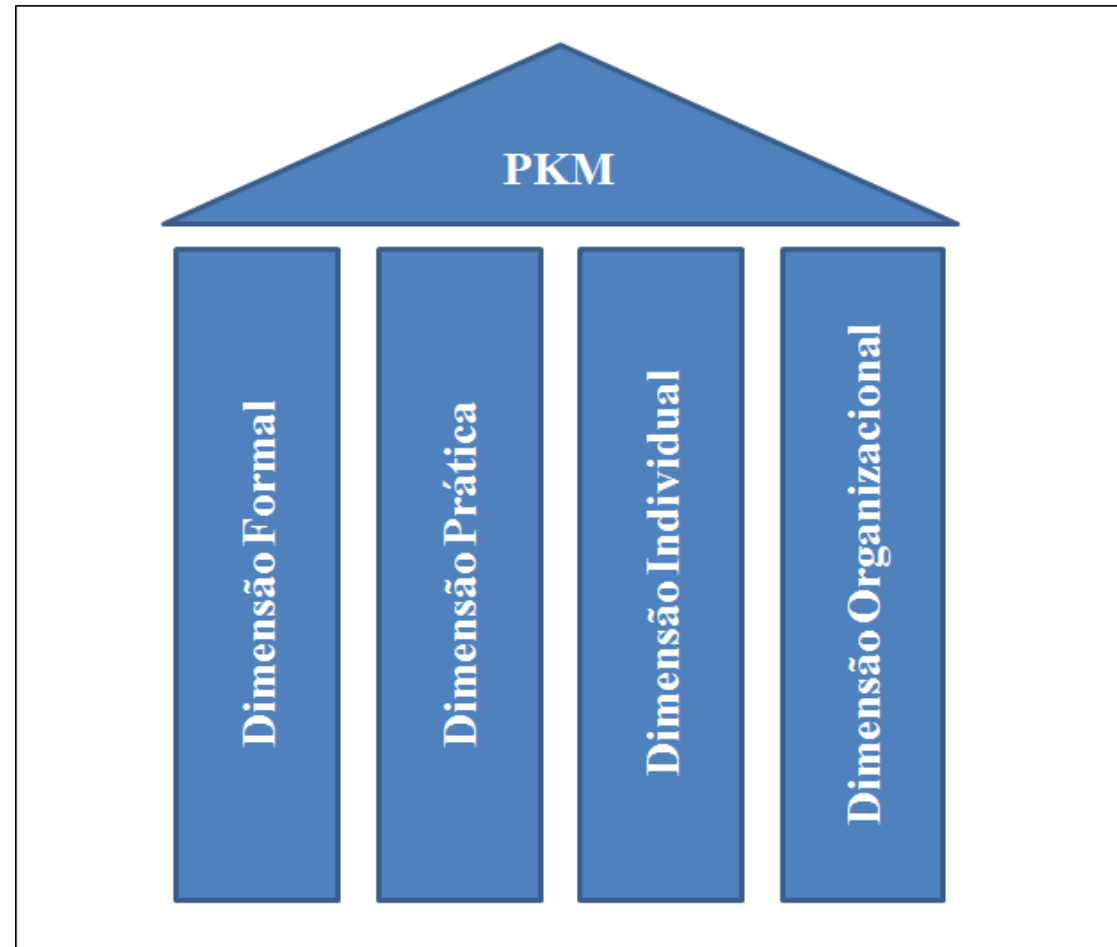 PKM
Dimensão Formal
Dimensão Prática
Dimensão Individual
Dimensão Organizacional